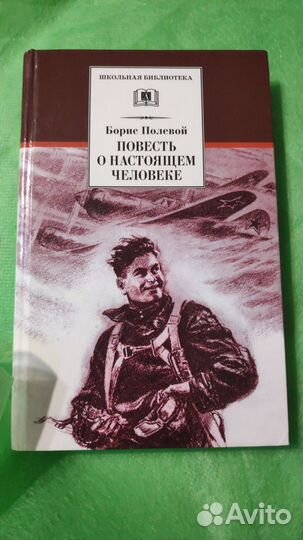 ШКОЛЬНАЯ БИБЛИОТЕКА
Борис Полевой
ПОВЕСТЬ
О НАСТОЯЩЕМ
ЧЕЛОВЕКЕ
Avito